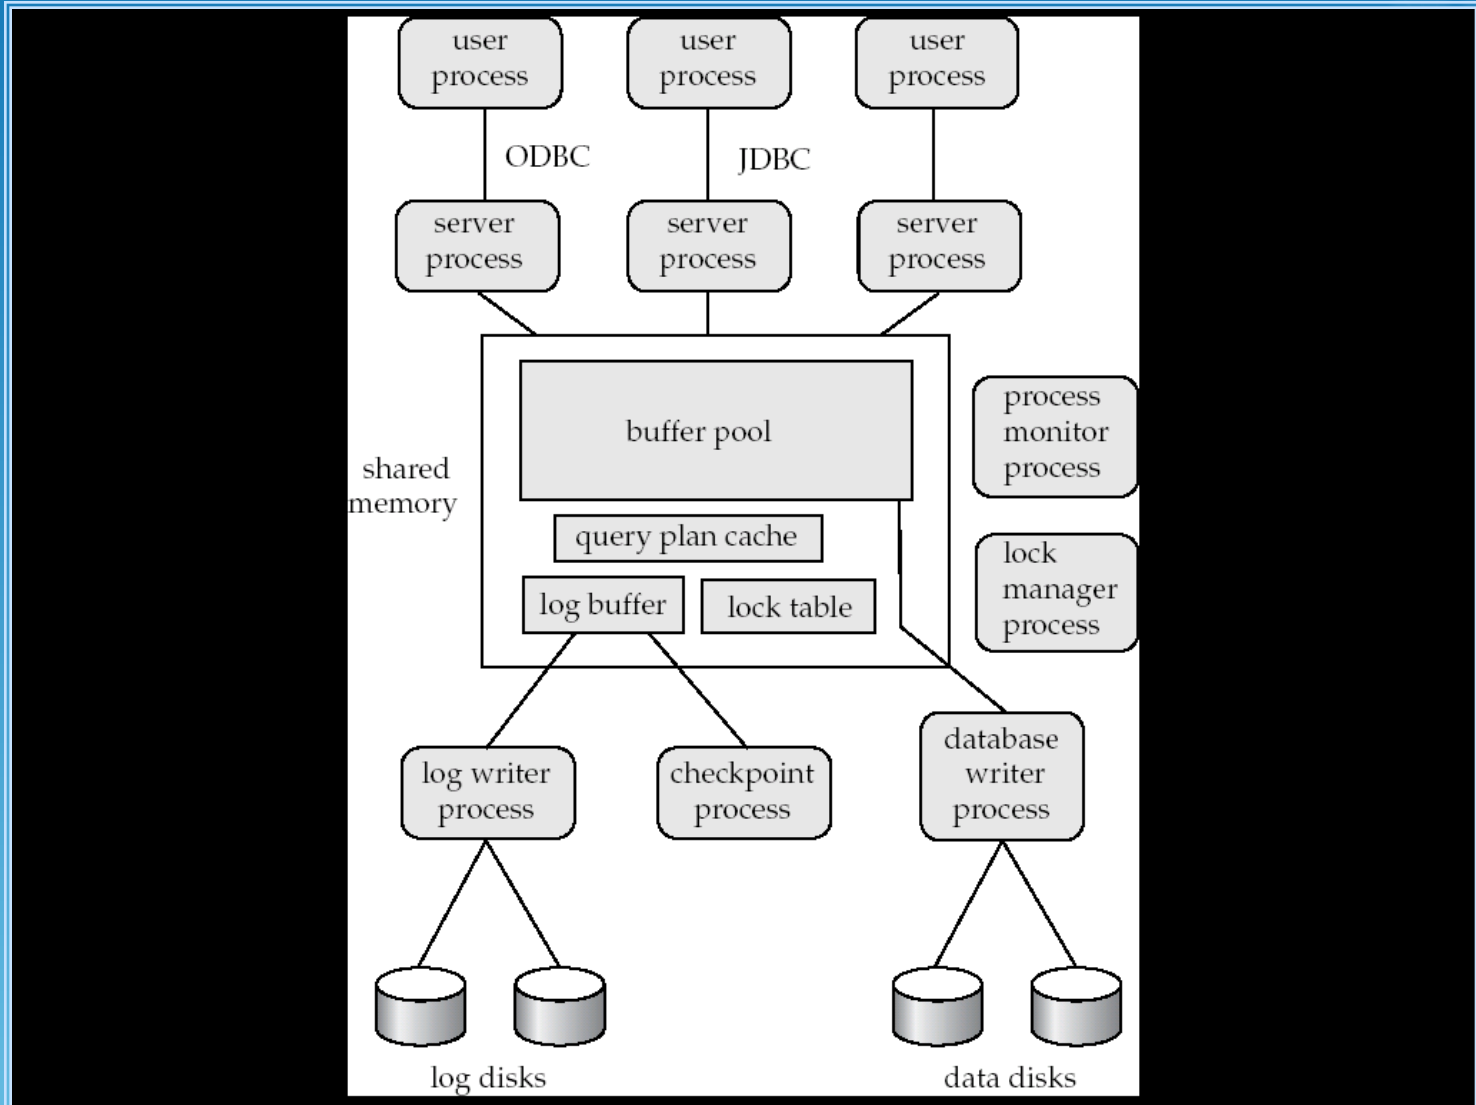 user
process
user
process
user
process
ODBC
JDBC
server
process
server
process
server
process
shared
memory
buffer pool
query plan cache
log buffer
lock table
process
monitor
process
lock
manager
process
log writer
process
checkpoint
process
database
writer
process
log disks
data disks